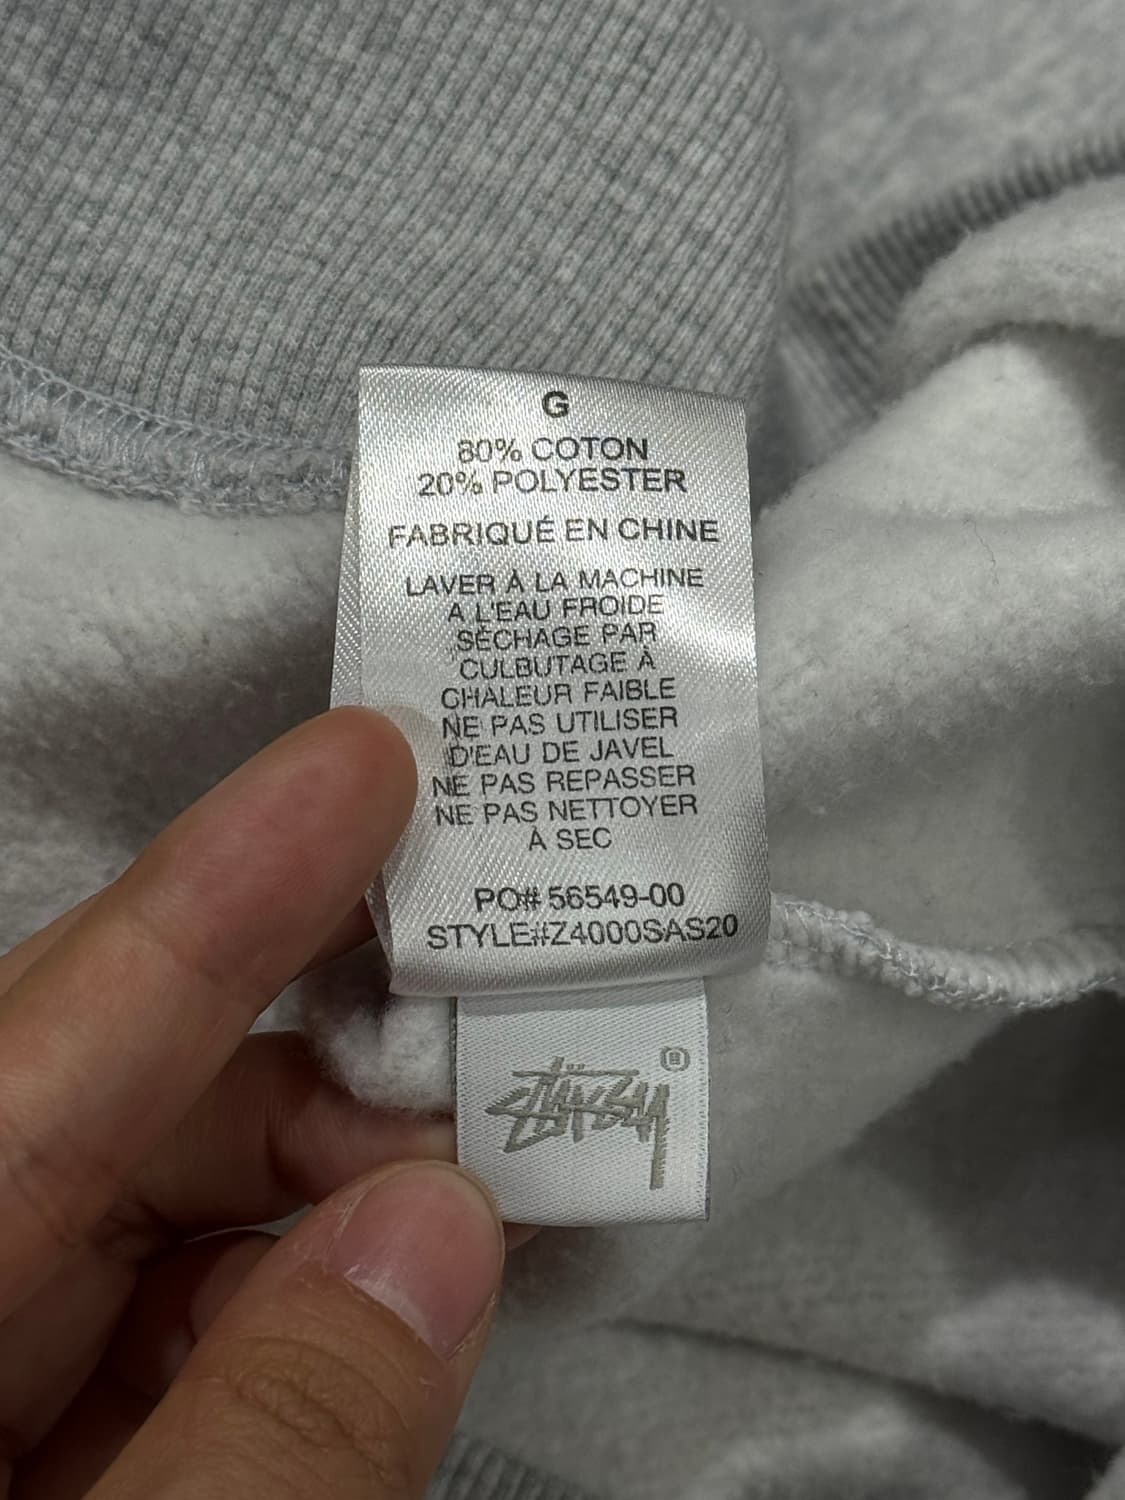 G
80% COTON
20% POLYESTER
FABRIQUÉ EN CHINE
LAVER À LA MACHINE
A L'EAU FROIDE
SÈCHAGE PAR
CULBUTAGE À
CHALEUR FAIBLE
NE PAS UTILISER
D'EAU DE JAVEL
NE PAS REPASSER
NE PAS NETTOYER
À SEC
PO# 56549-00
STYLE#Z4000SAS20
STÜSSY ®